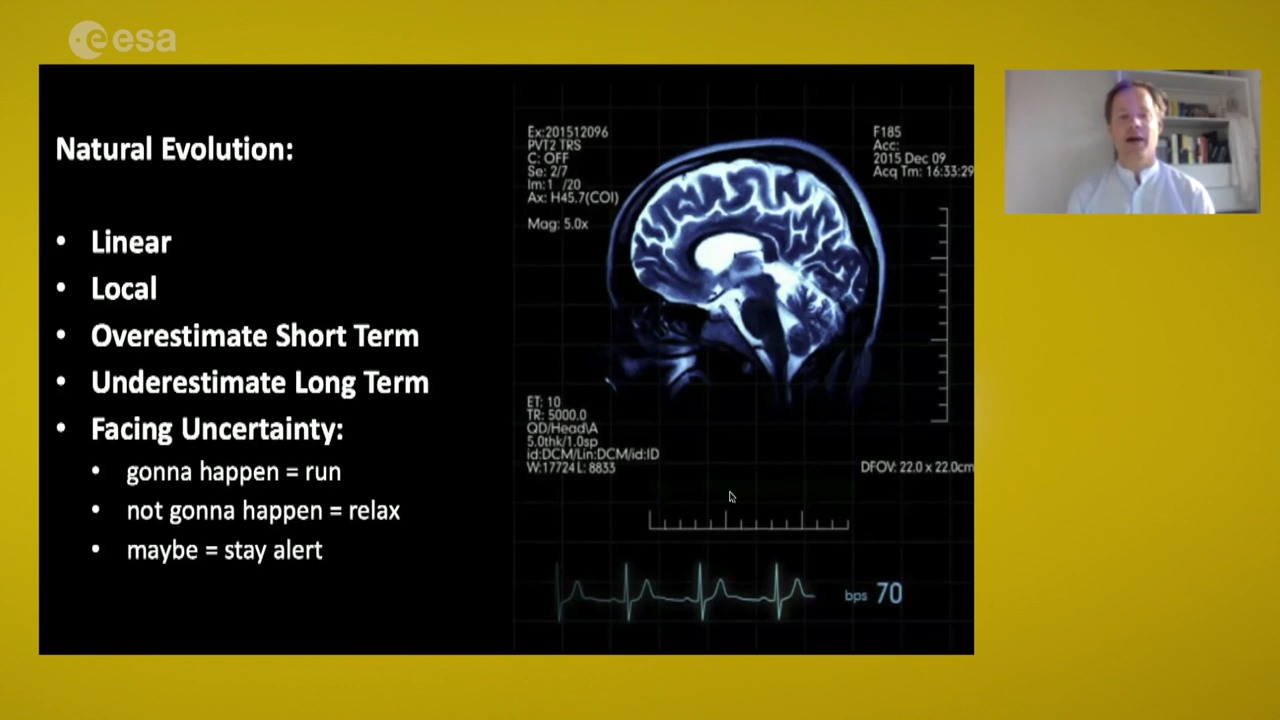 esa
Natural Evolution:
• Linear
• Local
• Overestimate Short Term
• Underestimate Long Term
• Facing Uncertainty:
• gonna happen = run
• not gonna happen = relax
• maybe = stay alert
Ex:201512096
PVT2 TRS
C: OFF
Se: 2/7
Im:1 /20
Ax: H45.7(COI)
Mag: 5.0x
F185
Acc:
2015 Dec 09
Acq Tm: 16:33:29
ET: 10
TR: 5000.0
QD/Head\A
5.0thk/1.0sp
id:DCM/Lin:DCM/id:ID
W:17724 L: 8833
DFOV: 22.0 x 22.0cm
bps 70